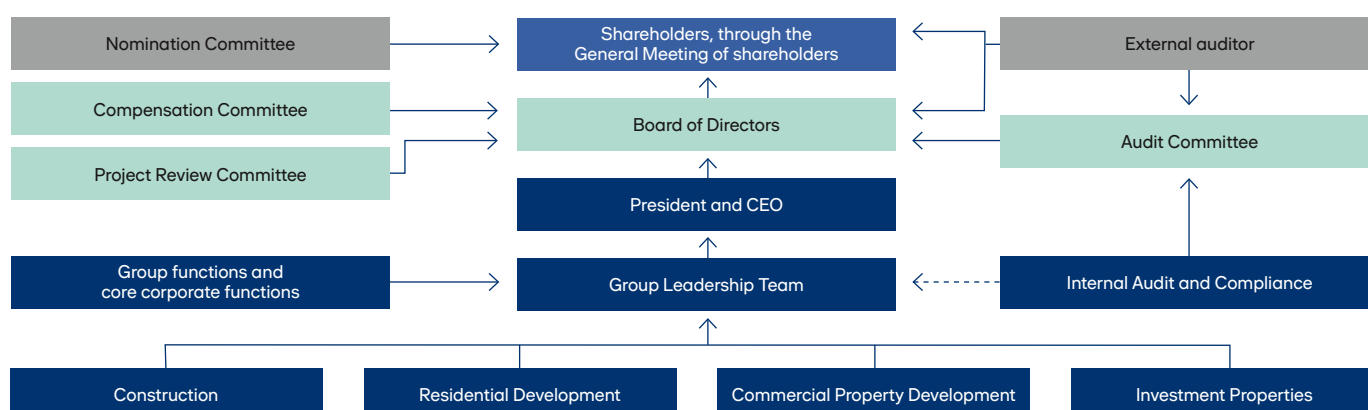 Nomination Committee
Shareholders, through the
General Meeting of shareholders
External auditor
Compensation Committee
Board of Directors
Audit Committee
Project Review Committee
President and CEO
Group functions and
core corporate functions
Group Leadership Team
Internal Audit and Compliance
Construction
Residential Development
Commercial Property Development
Investment Properties